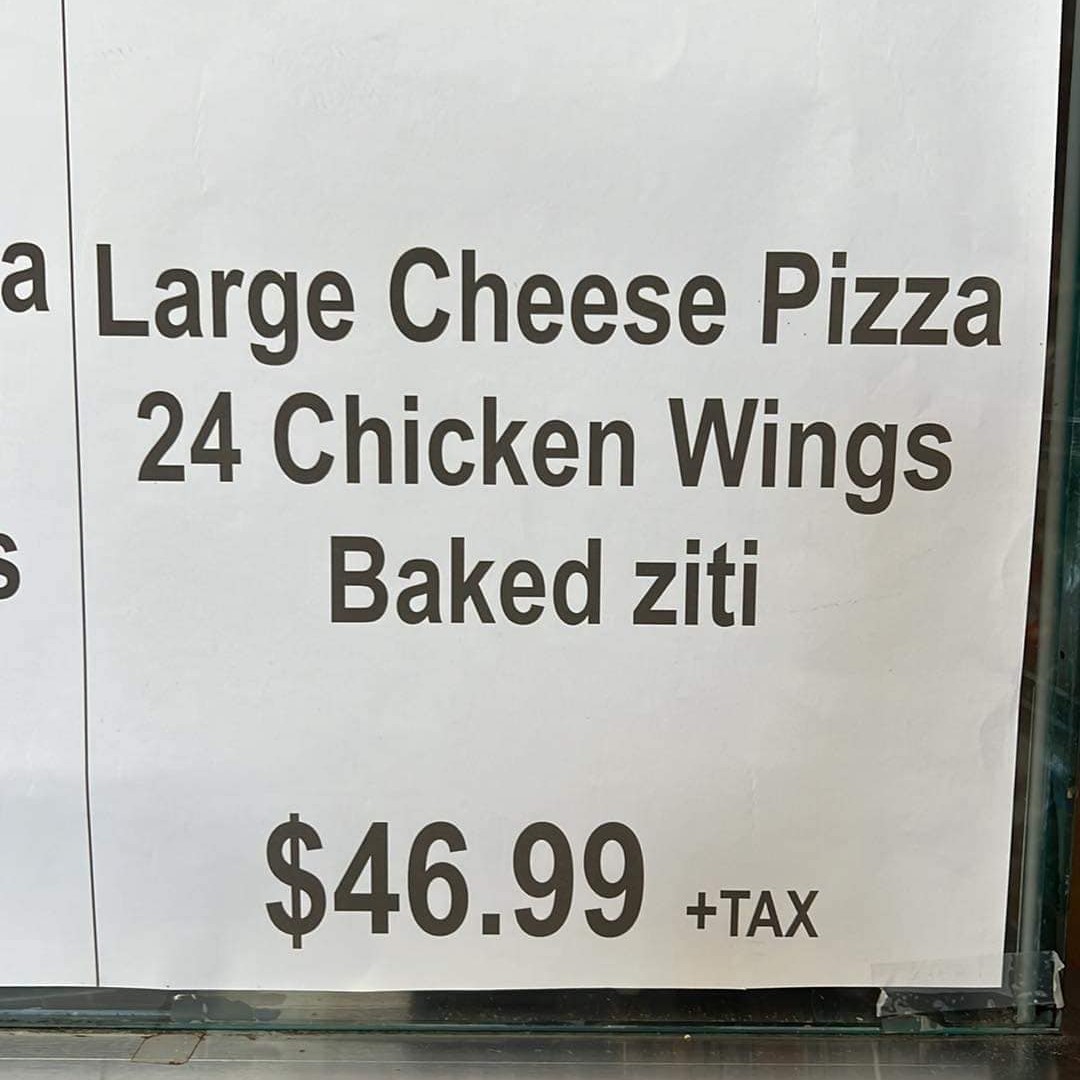 Large Cheese Pizza
24 Chicken Wings
Baked ziti
$46.99 +TAX